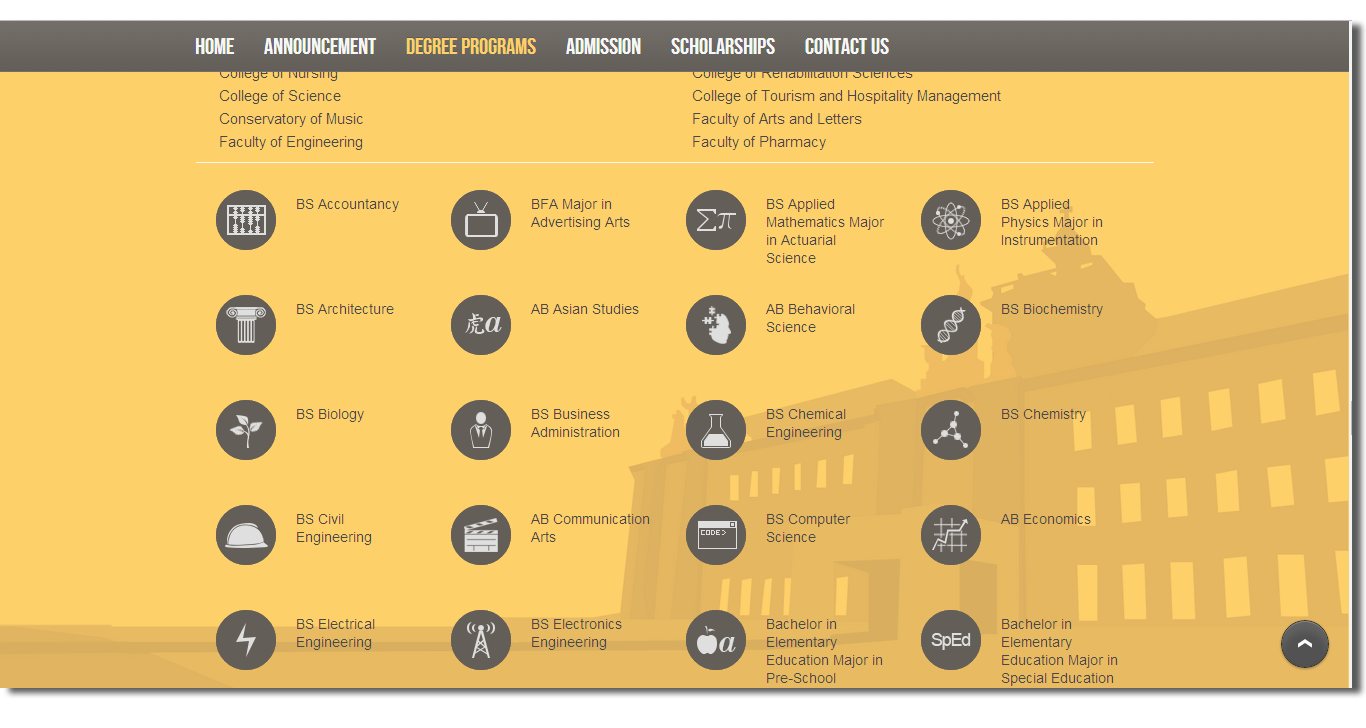 HOME ANNOUNCEMENT DEGREE PROGRAMS ADMISSION SCHOLARSHIPS CONTACT US
College of Nursing
College of Rehabilitation Sciences
College of Science
College of Tourism and Hospitality Management
Conservatory of Music
Faculty of Arts and Letters
Faculty of Engineering
Faculty of Pharmacy
BS Accountancy
BFA Major in
Advertising Arts
Σπ
BS Applied
Mathematics Major
in Actuarial
Science
BS Applied
Physics Major in
Instrumentation
BS Architecture
虎a
AB Asian Studies
AB Behavioral
Science
BS Biochemistry
BS Biology
BS Business
Administration
BS Chemical
Engineering
BS Chemistry
BS Civil
Engineering
AB Communication
Arts
CODE>
BS Computer
Science
AB Economics
BS Electrical
Engineering
BS Electronics
Engineering
a
Bachelor in
Elementary
Education Major in
Pre-School
SpEd
Bachelor in
Elementary
Education Major in
Special Education